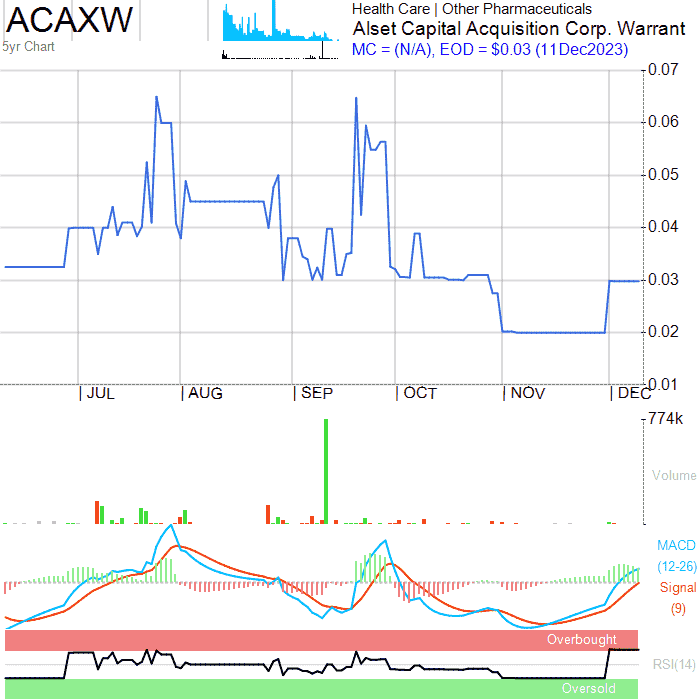 ACAXW
5yr Chart
Health Care | Other Pharmaceuticals
Alset Capital Acquisition Corp. Warrant
MC = (N/A), EOD = $0.03 (11Dec2023)
0.07
0.06
0.05
0.04
0.03
0.02
0.01
| JUL | AUG | SEP | OCT | NOV | DEC
774k
Volume
MACD
(12-26)
Signal
(9)
Overbought
RSI(14)
Oversold